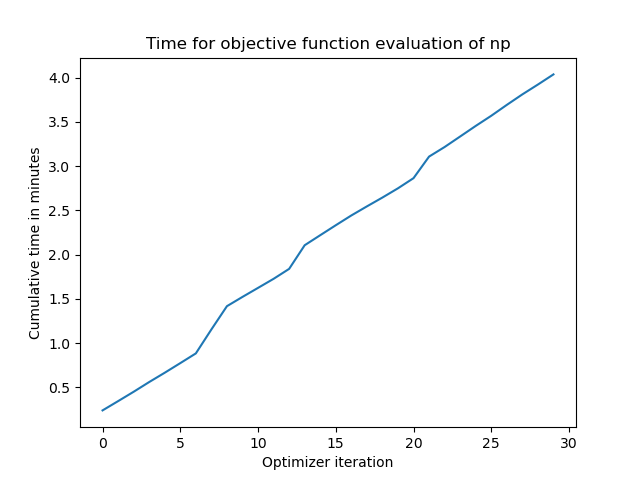 Time for objective function evaluation of np
Cumulative time in minutes
4.0
3.5
3.0
2.5
2.0
1.5
1.0
0.5
0 5 10 15 20 25 30
Optimizer iteration